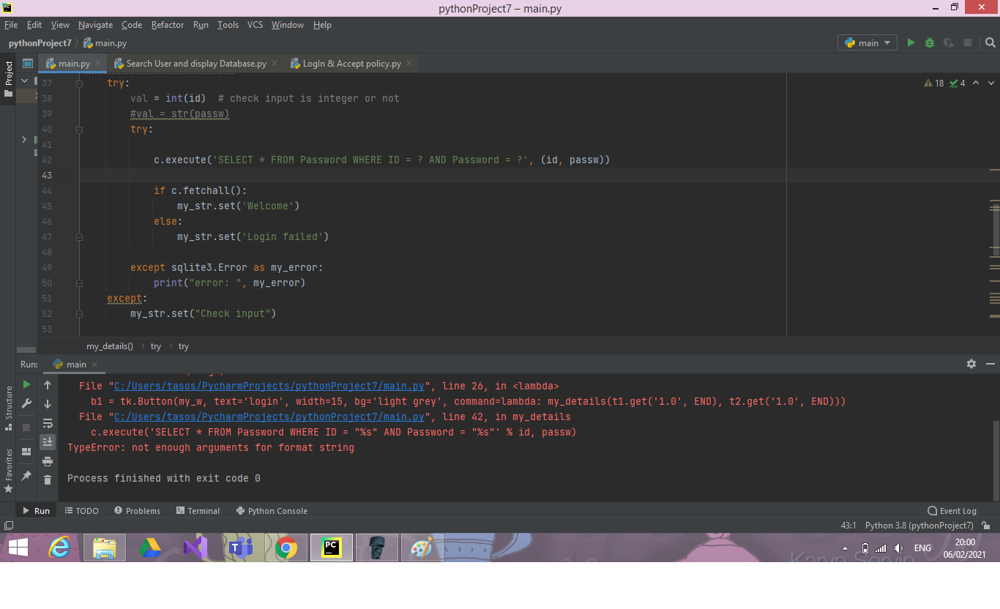 pythonProject7 – main.py
File Edit View Navigate Code Refactor Run Tools VCS Window Help
pythonProject7 main.py main
Project
main.py Search User and display Database.py LogIn & Accept policy.py
37 try: 18 4
38 val = int(id) # check input is integer or not
39 #val = str(passw)
40 try:
41
42 c.execute('SELECT * FROM Password WHERE ID = ? AND Password = ?', (id, passw))
43
44 if c.fetchall():
45 my_str.set('Welcome')
46 else:
47 my_str.set('Login failed')
48
49 except sqlite3.Error as my_error:
50 print("error: ", my_error)
51 except:
52 my_str.set("Check input")
53
my_details() try try
Run: main
Structure
Favorites
File "C:/Users/tasos/PycharmProjects/pythonProject7/main.py", line 26, in <lambda>
b1 = tk.Button(my_w, text='login', width=15, bg='light grey', command=lambda: my_details(t1.get('1.0', END), t2.get('1.0', END)))
File "C:/Users/tasos/PycharmProjects/pythonProject7/main.py", line 42, in my_details
c.execute('SELECT * FROM Password WHERE ID = "%s" AND Password = "%s"' % id, passw)
TypeError: not enough arguments for format string
Process finished with exit code 0
Run TODO Problems Terminal Python Console Event Log
43:1 Python 3.8 (pythonProject7)
PC
ENG
20:00
06/02/2021